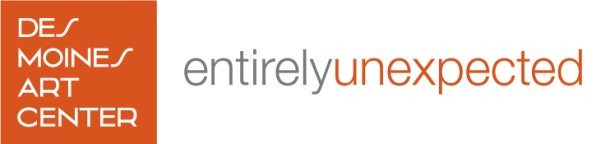 DES
MOINES
ART
CENTER
entirelyunexpected